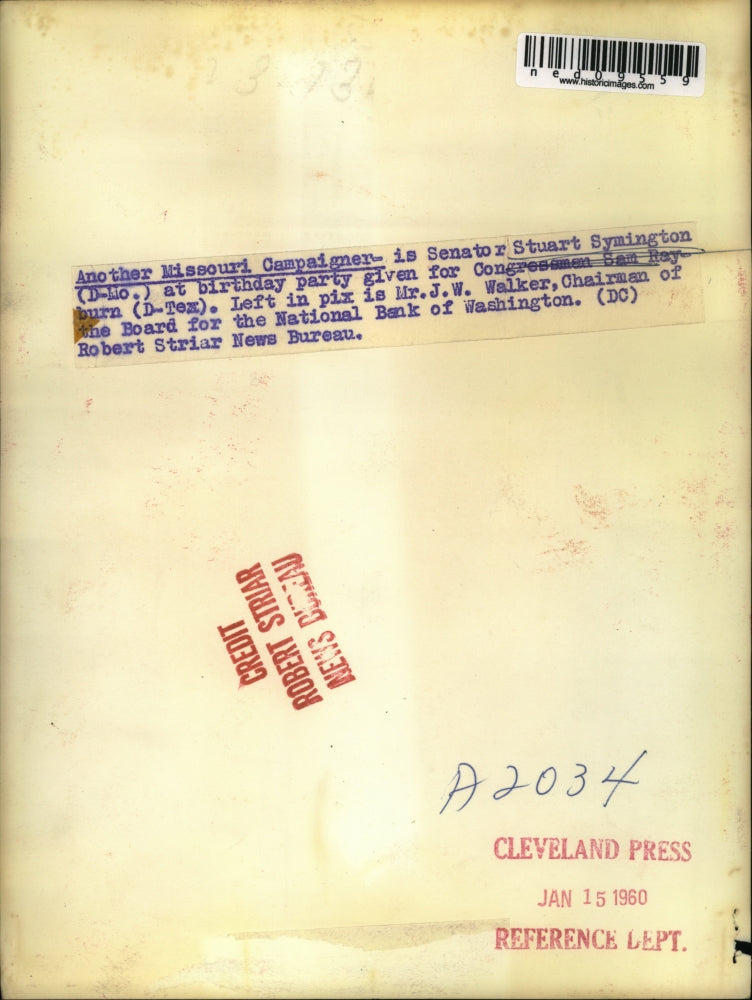 ned09559
www.historicimages.com
Another Missouri Campaigner- is Senator Stuart Symington
(D-Mo.) at birthday party given for Congressman Sam Ray-
burn (D-Tex). Left in pix is Mr.J.W. Walker,Chairman of
the Board for the National Bank of Washington. (DC)
Robert Striar News Bureau.
CREDIT
ROBERT STRIAR
NEWS BUREAU
A2034
CLEVELAND PRESS
JAN 15 1960
REFERENCE DEPT.